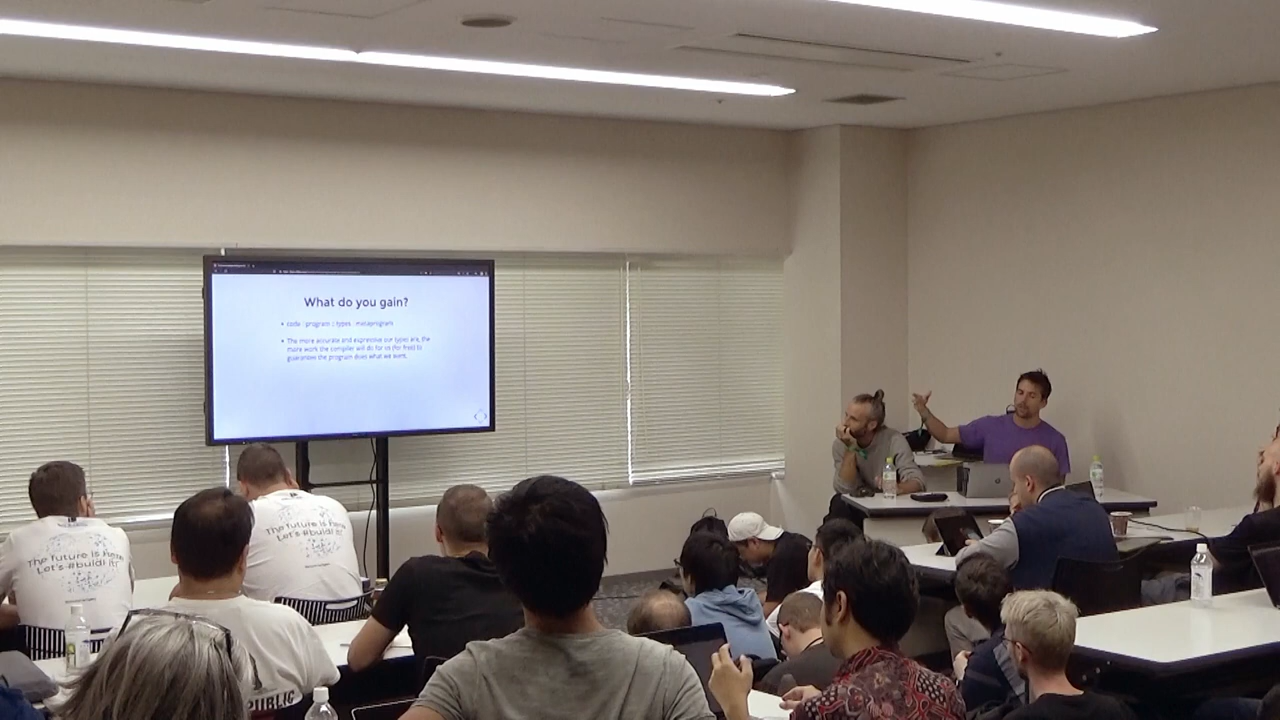 What do you gain?
• code : program :: types : metaprogram
• The more accurate and expressive our types are, the
more work the compiler will do for us (for free) to
guarantee the program does what we want.
The future is
Let's #buidl it!
The future is
Let's #buidl it!
PUBLIC